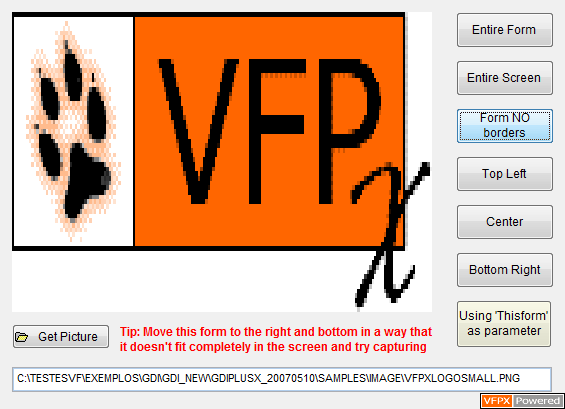 VFP
x
Entire Form
Entire Screen
Form NO
borders
Top Left
Center
Bottom Right
Using 'Thisform'
as parameter
Get Picture
Tip: Move this form to the right and bottom in a way that
it doesn't fit completely in the screen and try capturing
C:\TESTESVF\EXEMPLOS\GDI\GDI_NEW\GDIPLUSX_20070510\SAMPLES\IMAGE\VFPXLOGOSMALL.PNG
VFPX Powered